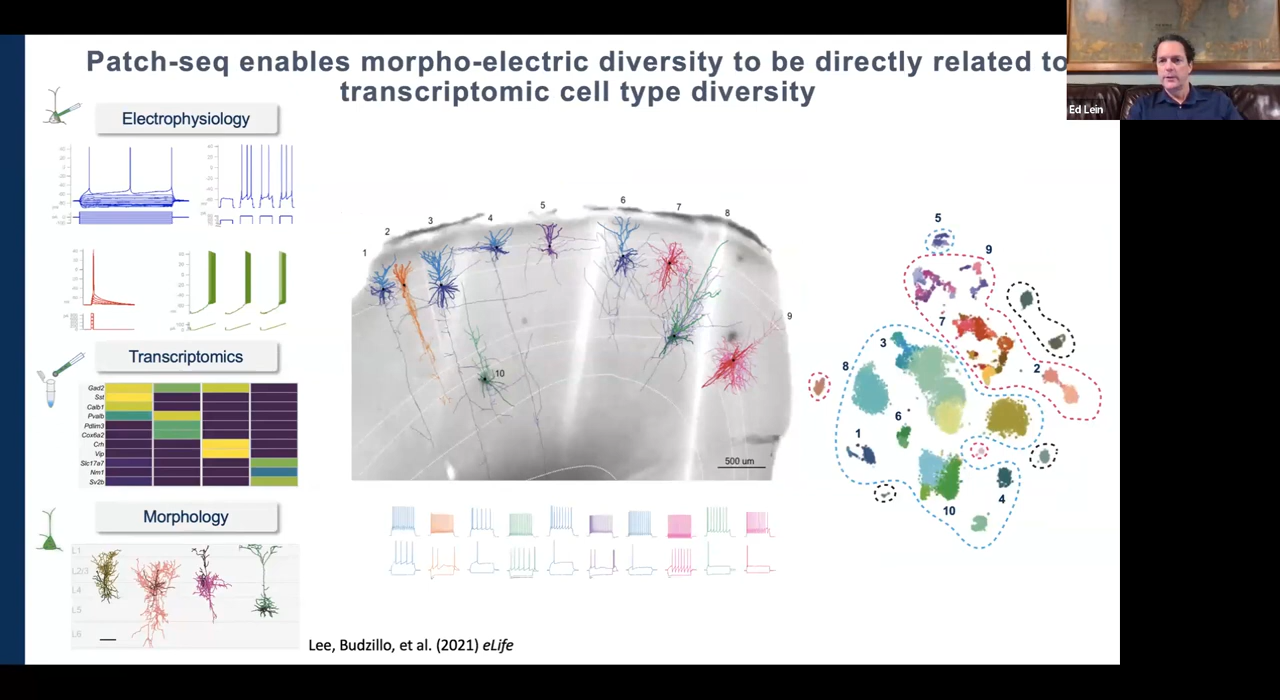 Patch-seq enables morpho-electric diversity to be directly related to
transcriptomic cell type diversity
Ed Lein
Electrophysiology
Transcriptomics
Gad2
Sst
Calb1
Pvalb
Pdlim3
Cox6a2
Crh
Vip
Slc17a7
Nrn1
Sv2b
Morphology
L1
L2/3
L4
L5
L6
1
2
3
4
5
6
7
8
9
10
500 um
5
9
7
3
2
8
6
1
4
10
Lee, Budzillo, et al. (2021) eLife